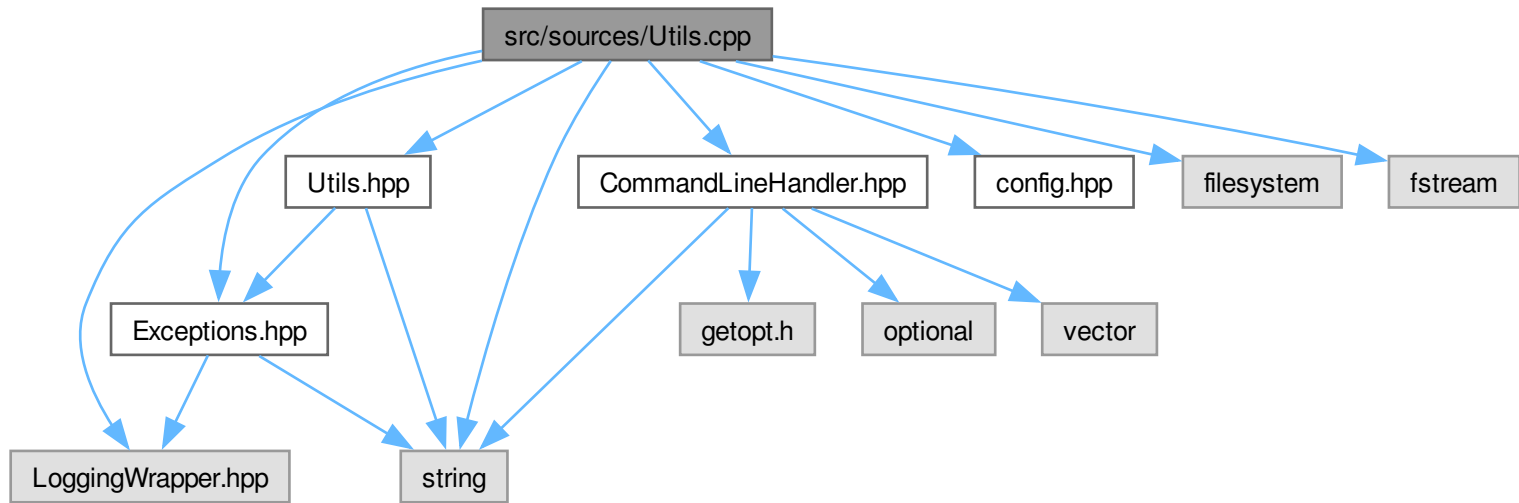 src/sources/Utils.cpp
Utils.hpp
CommandLineHandler.hpp
config.hpp
filesystem
fstream
Exceptions.hpp
getopt.h
optional
vector
LoggingWrapper.hpp
string